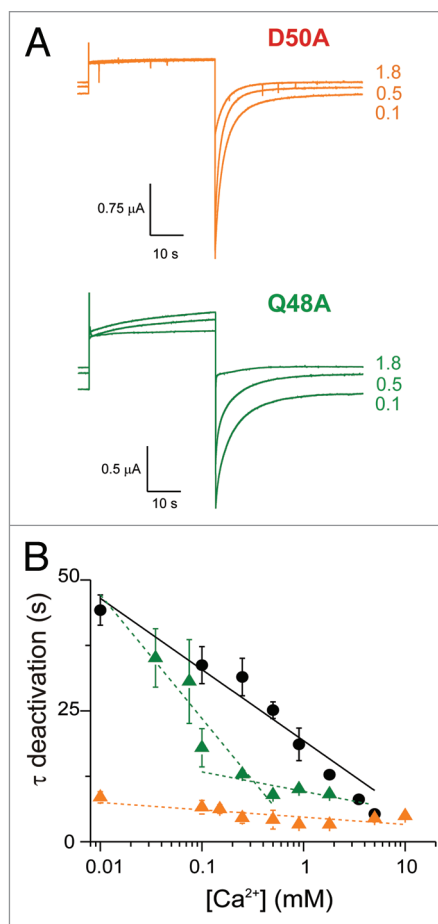 A
D50A
1.8
0.5
0.1
0.75 µA
10 s
Q48A
1.8
0.5
0.1
0.5 µA
10 s
B
50
25
0
τ deactivation (s)
0.01 0.1 1 10
[Ca²⁺] (mM)